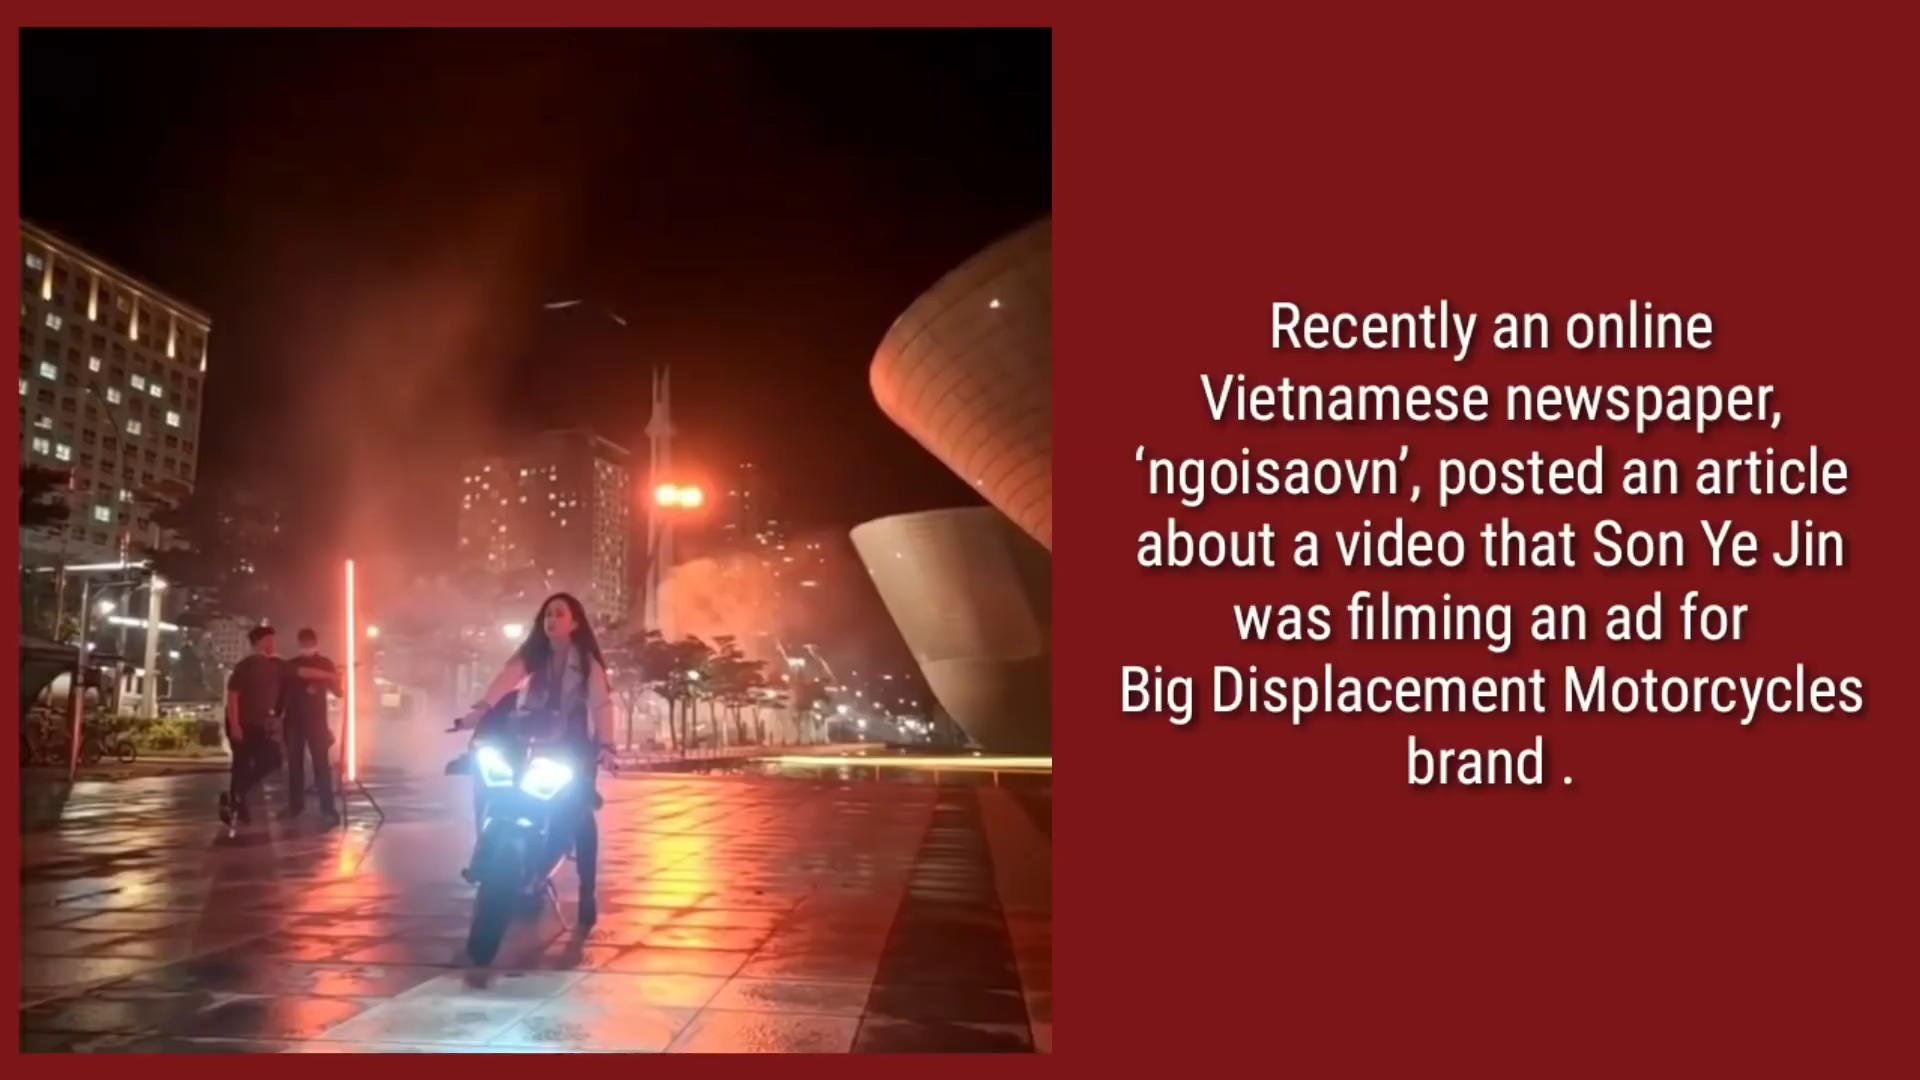 Recently an online
Vietnamese newspaper,
‘ngoisaovn’, posted an article
about a video that Son Ye Jin
was filming an ad for
Big Displacement Motorcycles
brand .